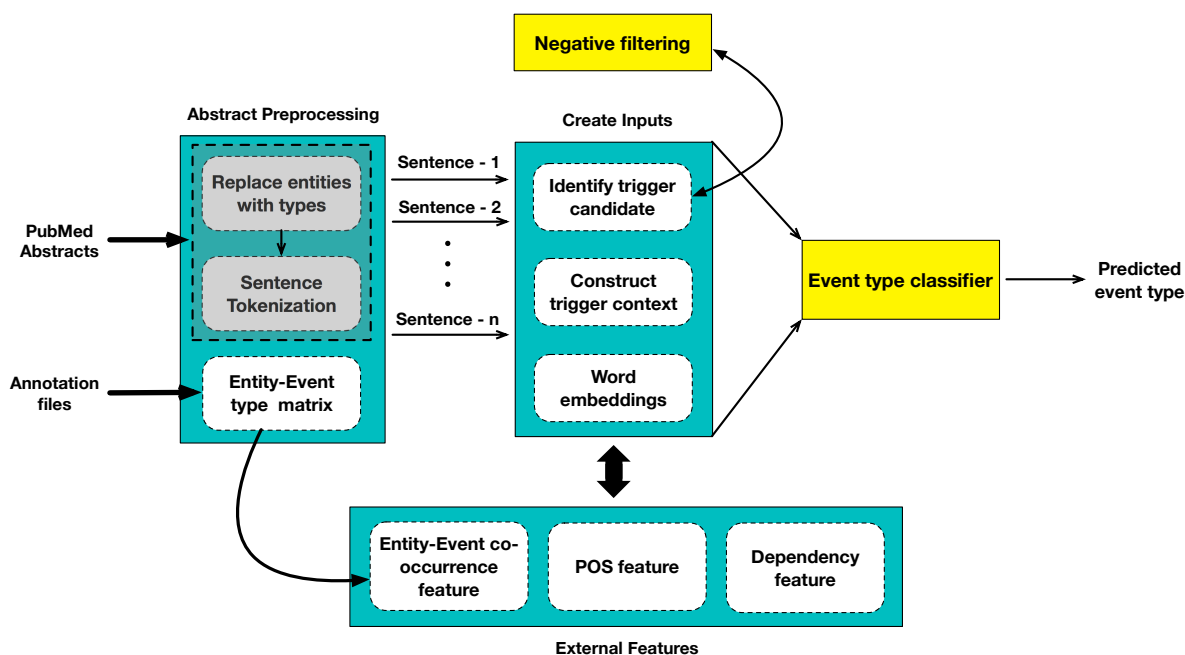 Negative filtering
Abstract Preprocessing
Create Inputs
Replace entities
with types
Sentence
Tokenization
Entity-Event
type matrix
PubMed
Abstracts
Annotation
files
Sentence - 1
Sentence - 2
Sentence - n
Identify trigger
candidate
Construct
trigger context
Word
embeddings
Event type classifier
Predicted
event type
Entity-Event co-
occurrence
feature
POS feature
Dependency
feature
External Features